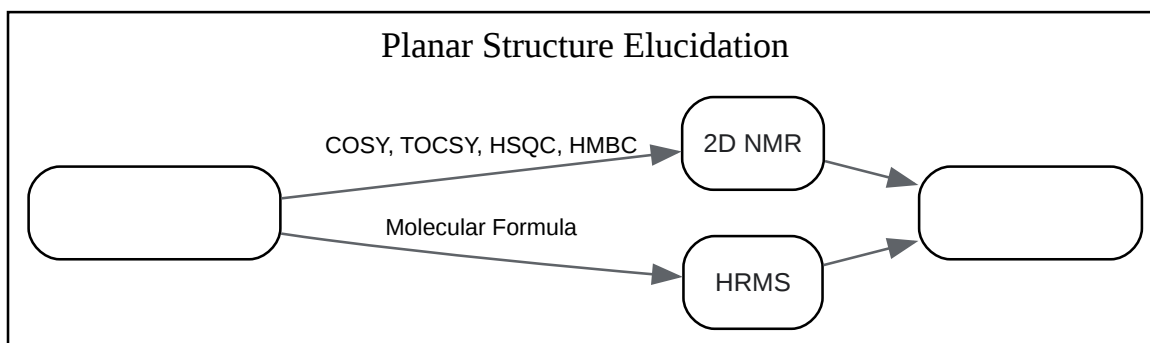 Planar Structure Elucidation
COSY, TOCSY, HSQC, HMBC
2D NMR
Molecular Formula
HRMS